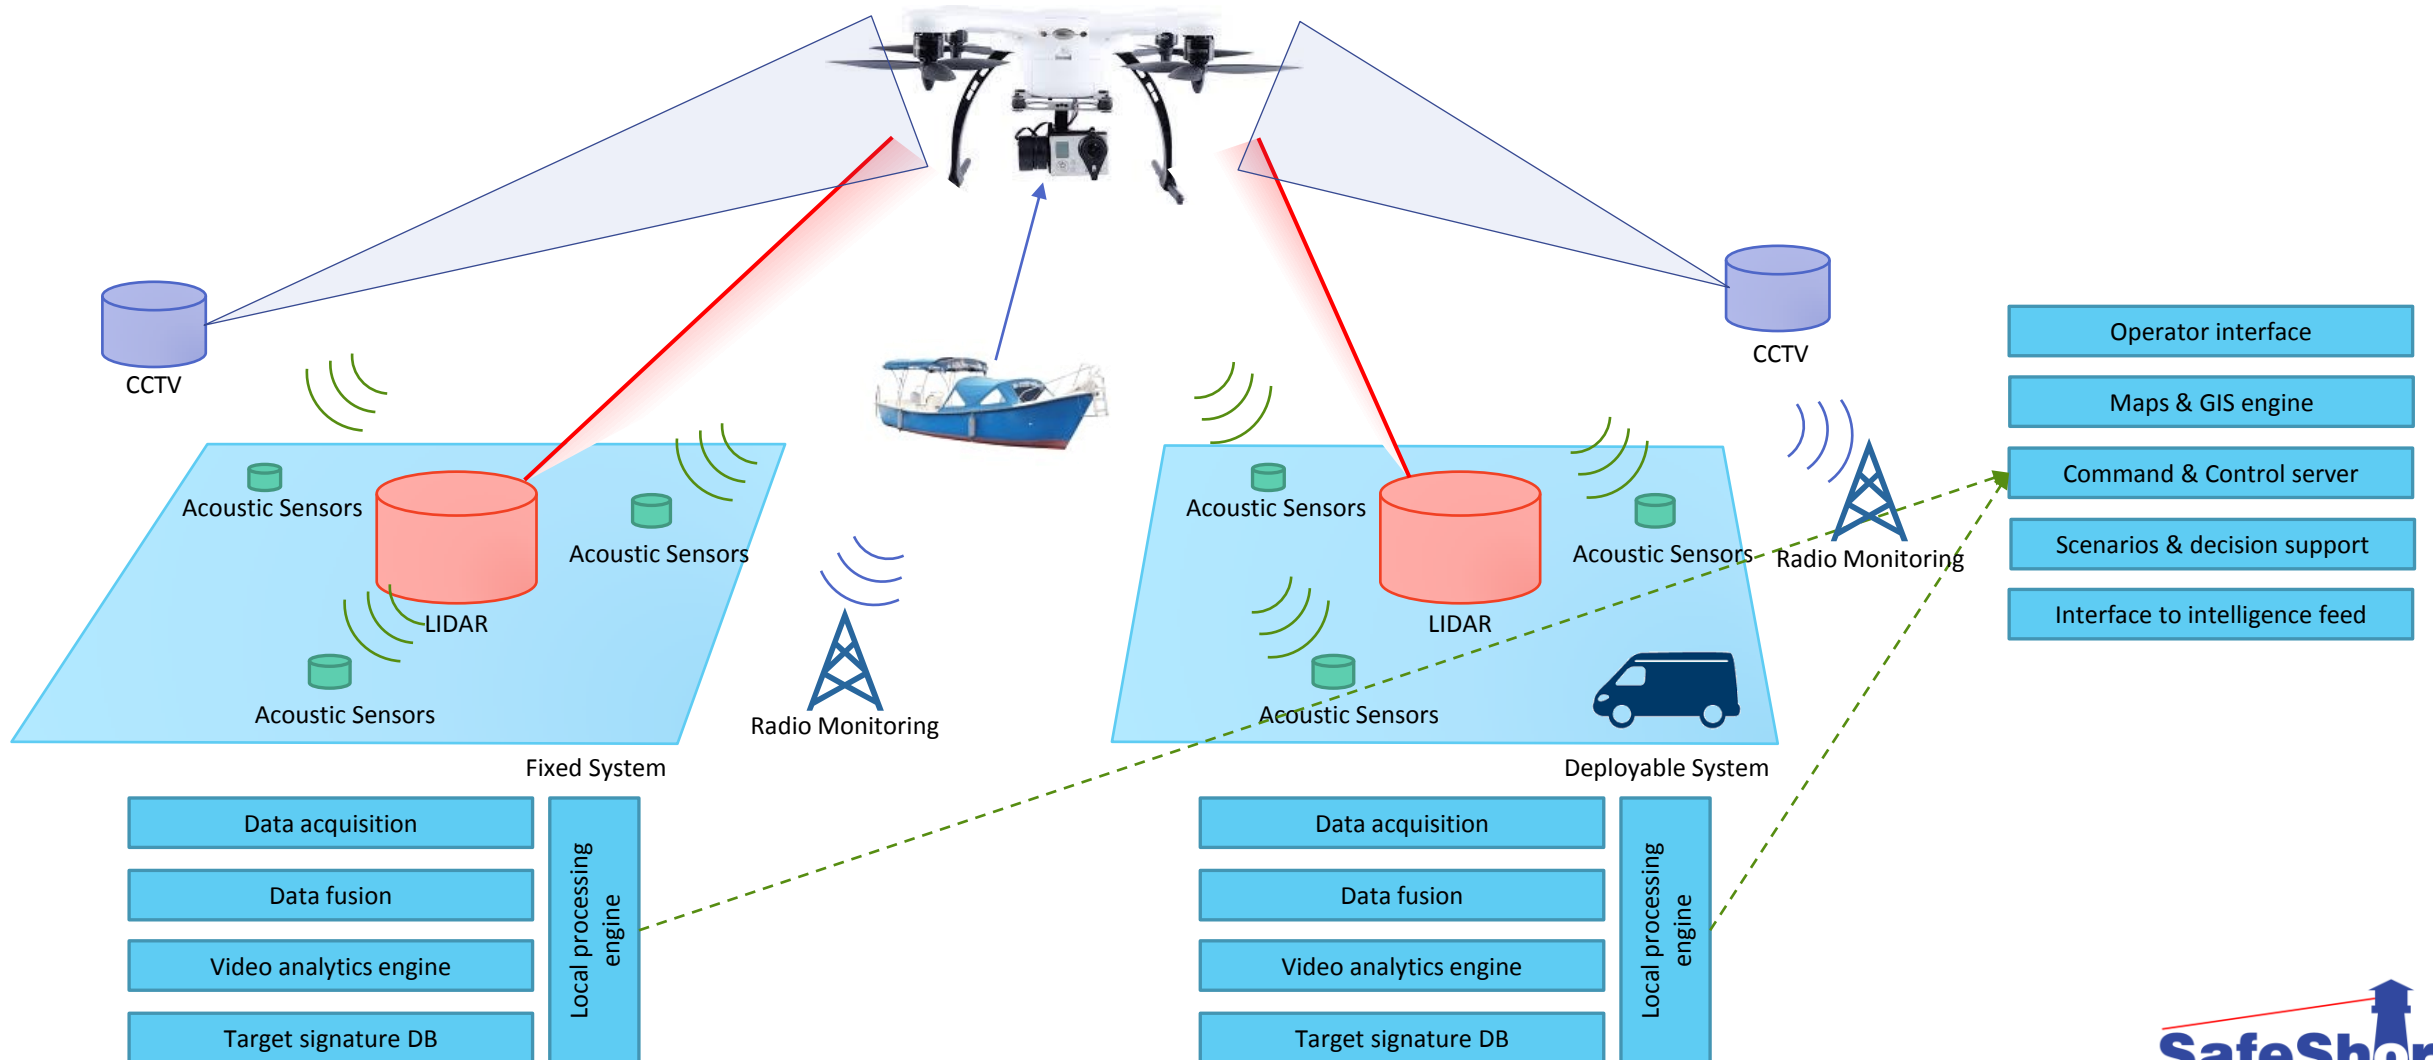 CCTV
CCTV
Operator interface
Maps & GIS engine
Command & Control server
Scenarios & decision support
Interface to intelligence feed
Acoustic Sensors
Acoustic Sensors
LIDAR
Acoustic Sensors
Radio Monitoring
Fixed System
Acoustic Sensors
Acoustic Sensors
LIDAR
Acoustic Sensors
Radio Monitoring
Deployable System
Data acquisition
Data fusion
Video analytics engine
Target signature DB
Local processing
engine
Data acquisition
Data fusion
Video analytics engine
Target signature DB
Local processing
engine
SafeShor